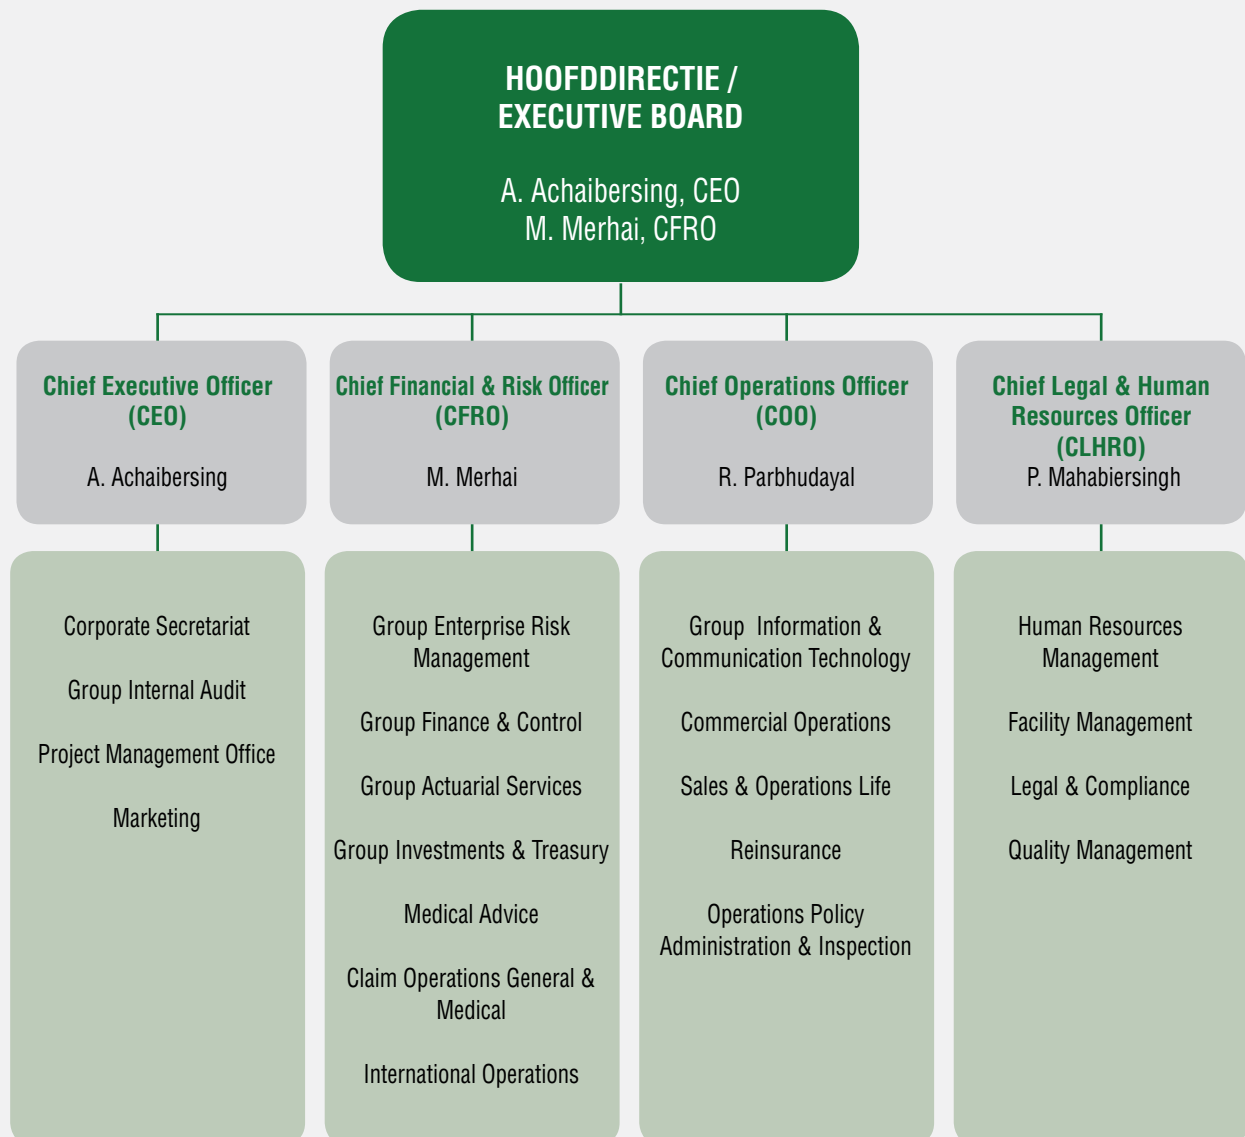 HOOFDDIRECTIE /
EXECUTIVE BOARD
A. Achaibersing, CEO
M. Merhai, CFRO
Chief Executive Officer
(CEO)
A. Achaibersing
Chief Financial & Risk Officer
(CFRO)
M. Merhai
Chief Operations Officer
(COO)
R. Parbhudayal
Chief Legal & Human
Resources Officer
(CLHRO)
P. Mahabiersingh
Corporate Secretariat
Group Internal Audit
Project Management Office
Marketing
Group Enterprise Risk
Management
Group Finance & Control
Group Actuarial Services
Group Investments & Treasury
Medical Advice
Claim Operations General &
Medical
International Operations
Group Information &
Communication Technology
Commercial Operations
Sales & Operations Life
Reinsurance
Operations Policy
Administration & Inspection
Human Resources
Management
Facility Management
Legal & Compliance
Quality Management